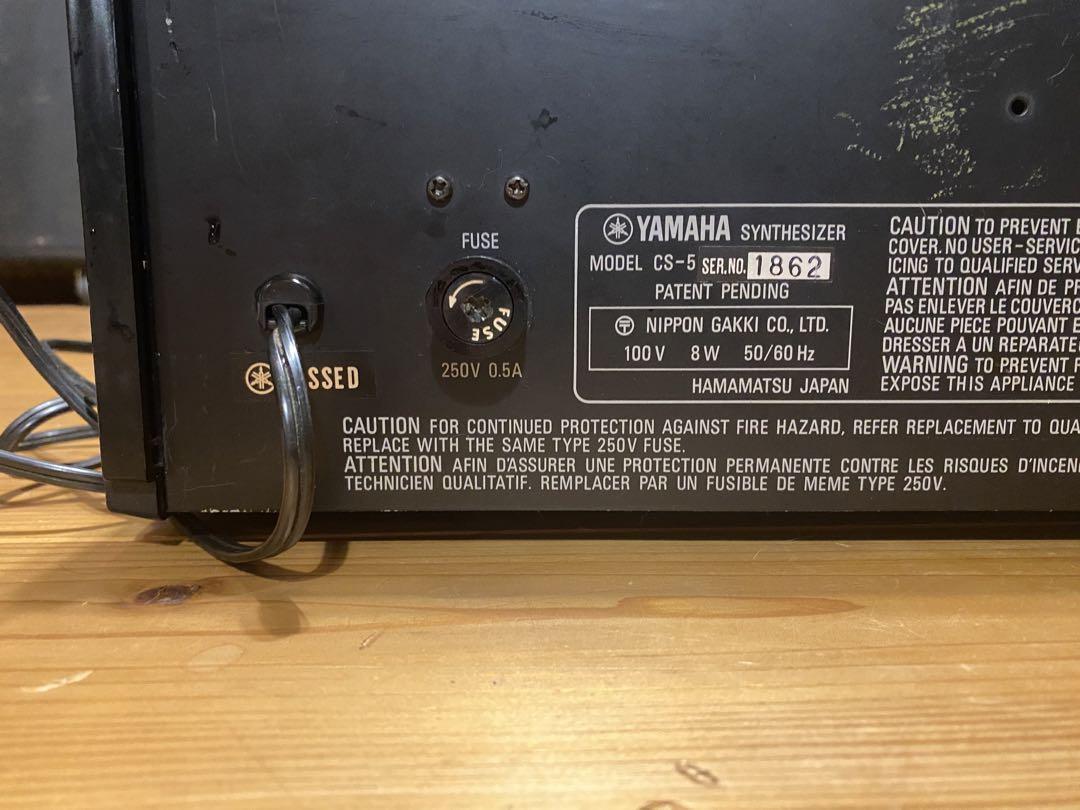 FUSE
FUSE
250V 0.5A
SSED
YAMAHA SYNTHESIZER
MODEL CS-5 SER.NO. 1862
PATENT PENDING
NIPPON GAKKI CO., LTD.
100V 8W 50/60Hz
HAMAMATSU JAPAN
CAUTION TO PREVENT
COVER. NO USER-SERVIC
ICING TO QUALIFIED SERV
ATTENTION AFIN DE PR
PAS ENLEVER LE COUVERC
AUCUNE PIECE POUVANT E
DRESSER A UN REPARATE
WARNING TO PREVENT F
EXPOSE THIS APPLIANCE
CAUTION FOR CONTINUED PROTECTION AGAINST FIRE HAZARD, REFER REPLACEMENT TO QUA
REPLACE WITH THE SAME TYPE 250V FUSE.
ATTENTION AFIN D'ASSURER UNE PROTECTION PERMANENTE CONTRE LES RISQUES D'INCEN
TECHNICIEN QUALITATIF. REMPLACER PAR UN FUSIBLE DE MEME TYPE 250V.